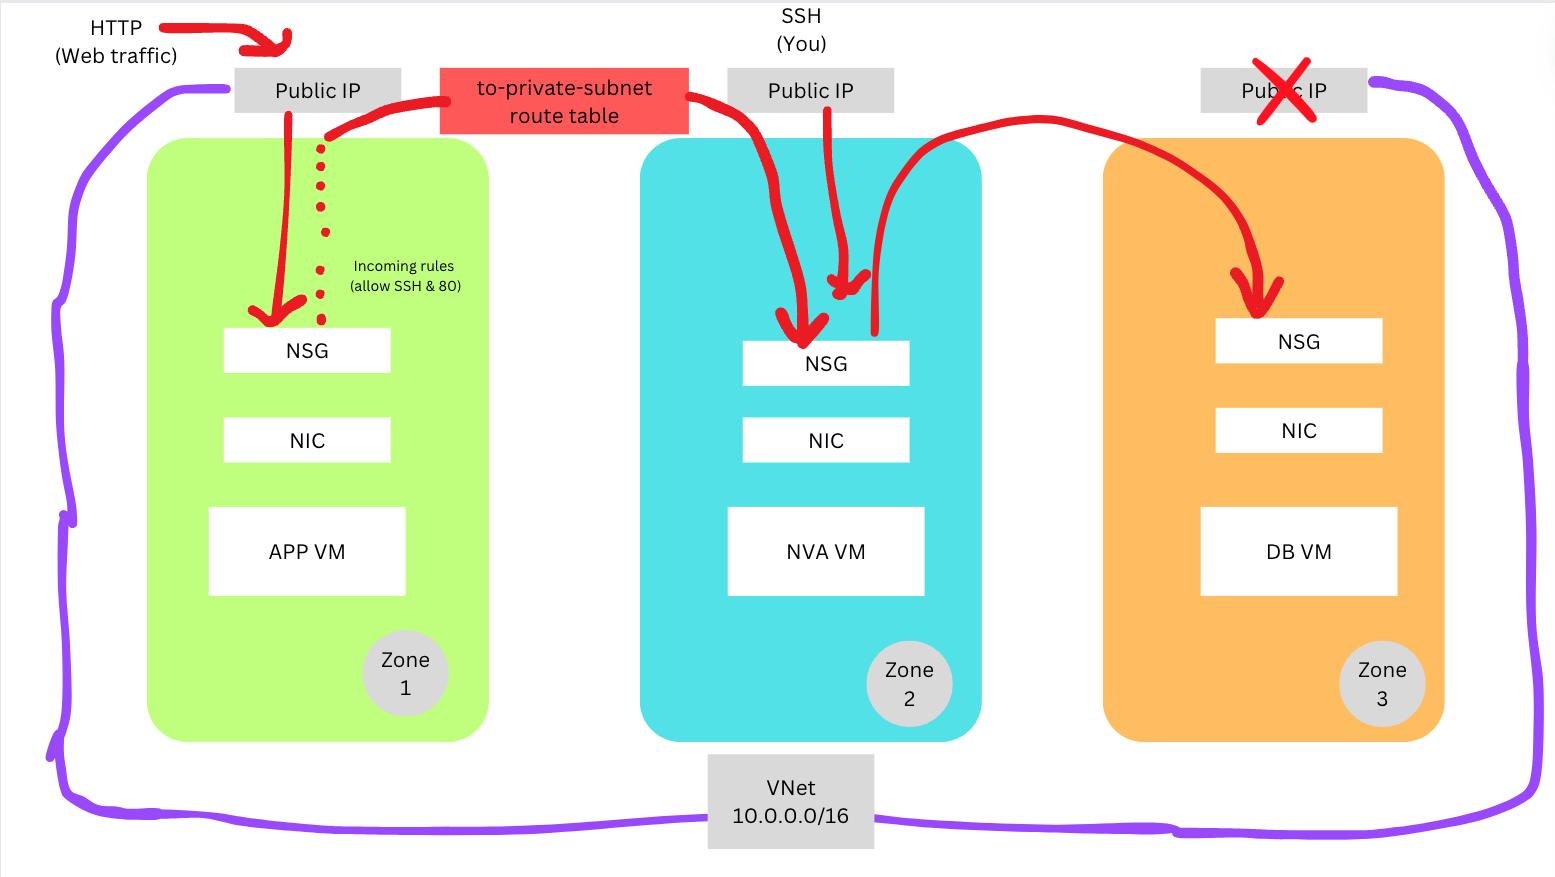 HTTP
(Web traffic)
SSH
(You)
Public IP
to-private-subnet
route table
Public IP
Public IP
Incoming rules
(allow SSH & 80)
NSG
NIC
APP VM
Zone
1
NSG
NIC
NVA VM
Zone
2
NSG
NIC
DB VM
Zone
3
VNet
10.0.0.0/16